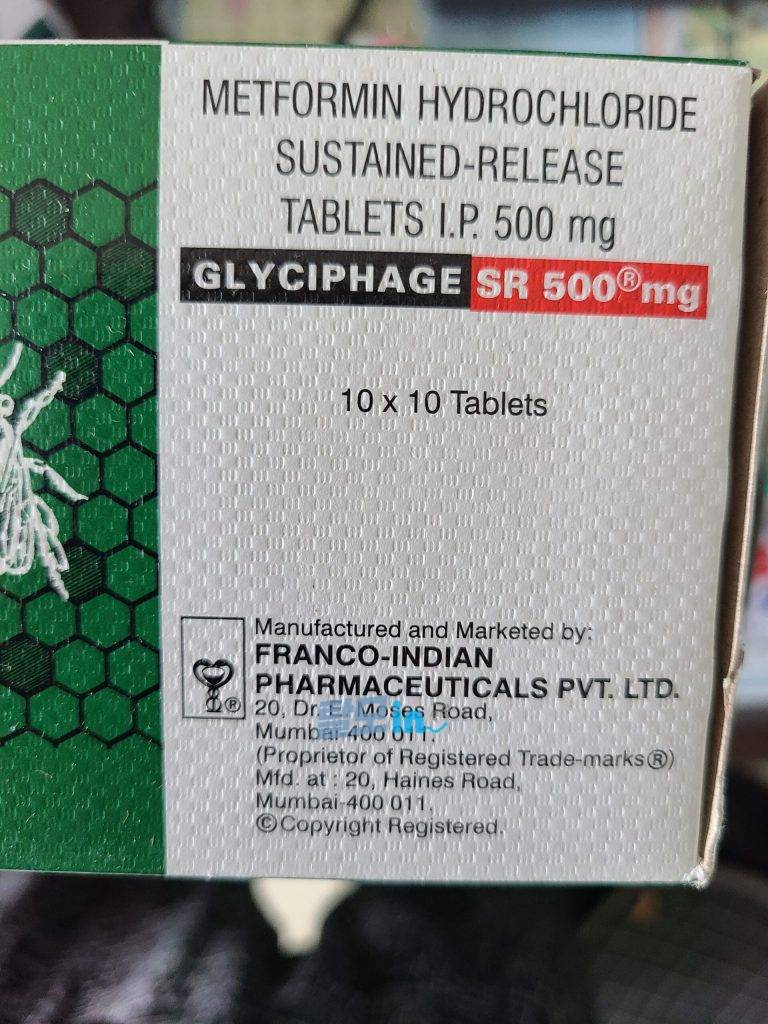 METFORMIN HYDROCHLORIDE
SUSTAINED-RELEASE
TABLETS I.P. 500 mg
GLYCIPHAGE SR 500® mg
10 x 10 Tablets
Manufactured and Marketed by:
FRANCO-INDIAN
PHARMACEUTICALS PVT. LTD.
®
20, Dr. E. Moses Road,
Mumbai-400 011.
(Proprietor of Registered Trade-marks ®)
Mfd. at : 20, Haines Road,
Mumbai-400 011.
© Copyright Registered.